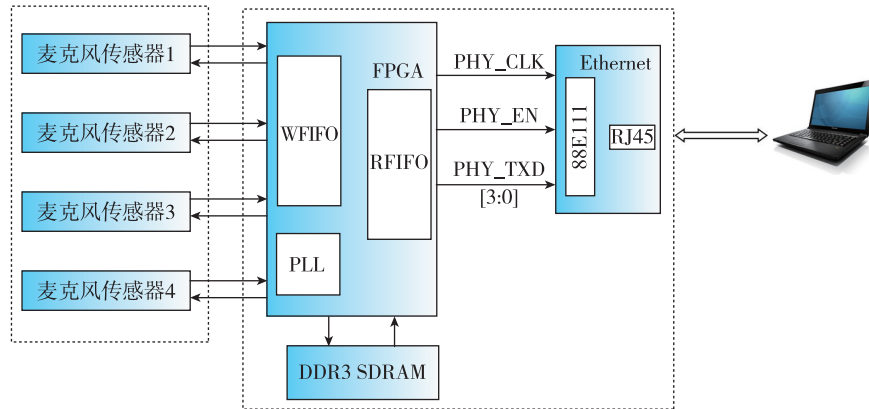 麦克风传感器1
麦克风传感器2
麦克风传感器3
麦克风传感器4
FPGA
WFIFO
RFIFO
PLL
DDR3 SDRAM
PHY_CLK
PHY_EN
PHY_TXD
[3:0]
Ethernet
88E111
RJ45